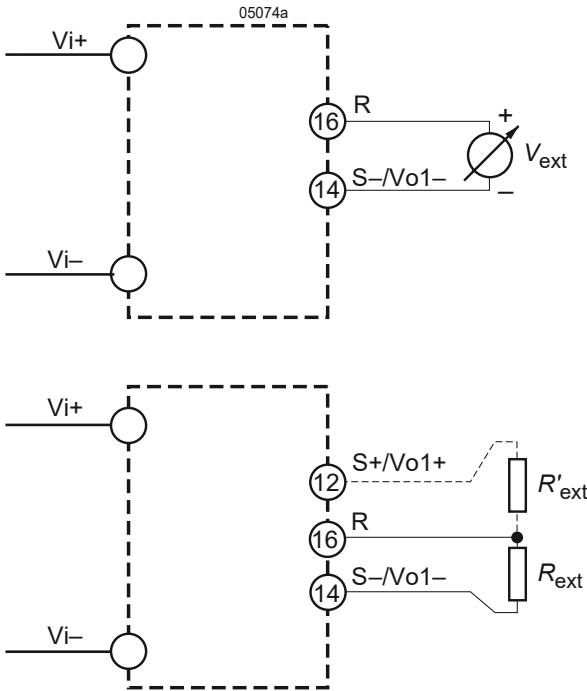 05074a
Vi+
16 R
+
Vext
14 S–/Vo1–
–
Vi–
Vi+
12 S+/Vo1+
R'ext
16 R
14 S–/Vo1–
Rext
Vi–